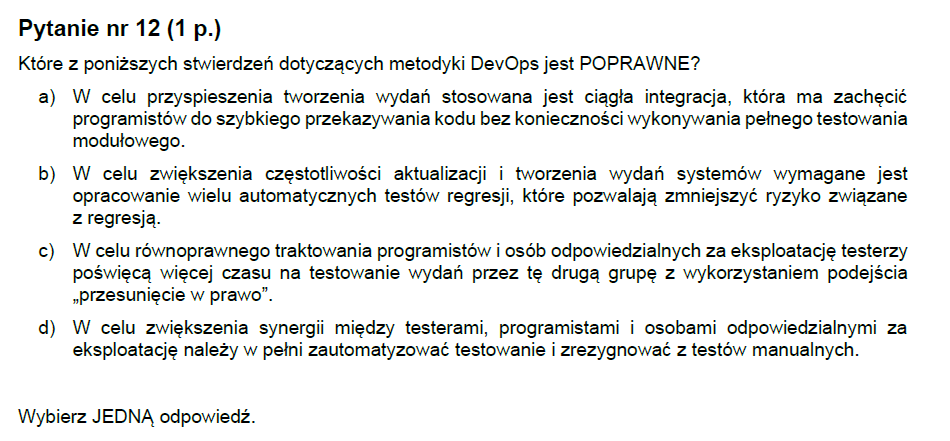 Pytanie nr 12 (1 p.)
Które z poniższych stwierdzeń dotyczących metodyki DevOps jest POPRAWNE?
a) W celu przyspieszenia tworzenia wydań stosowana jest ciągła integracja, która ma zachęcić
programistów do szybkiego przekazywania kodu bez konieczności wykonywania pełnego testowania
modułowego.
b) W celu zwiększenia częstotliwości aktualizacji i tworzenia wydań systemów wymagane jest
opracowanie wielu automatycznych testów regresji, które pozwalają zmniejszyć ryzyko związane
z regresją.
c) W celu równoprawnego traktowania programistów i osób odpowiedzialnych za eksploatację testerzy
poświęcą więcej czasu na testowanie wydań przez tę drugą grupę z wykorzystaniem podejścia
„przesunięcie w prawo”.
d) W celu zwiększenia synergii między testerami, programistami i osobami odpowiedzialnymi za
eksploatację należy w pełni zautomatyzować testowanie i zrezygnować z testów manualnych.
Wybierz JEDNĄ odpowiedź.